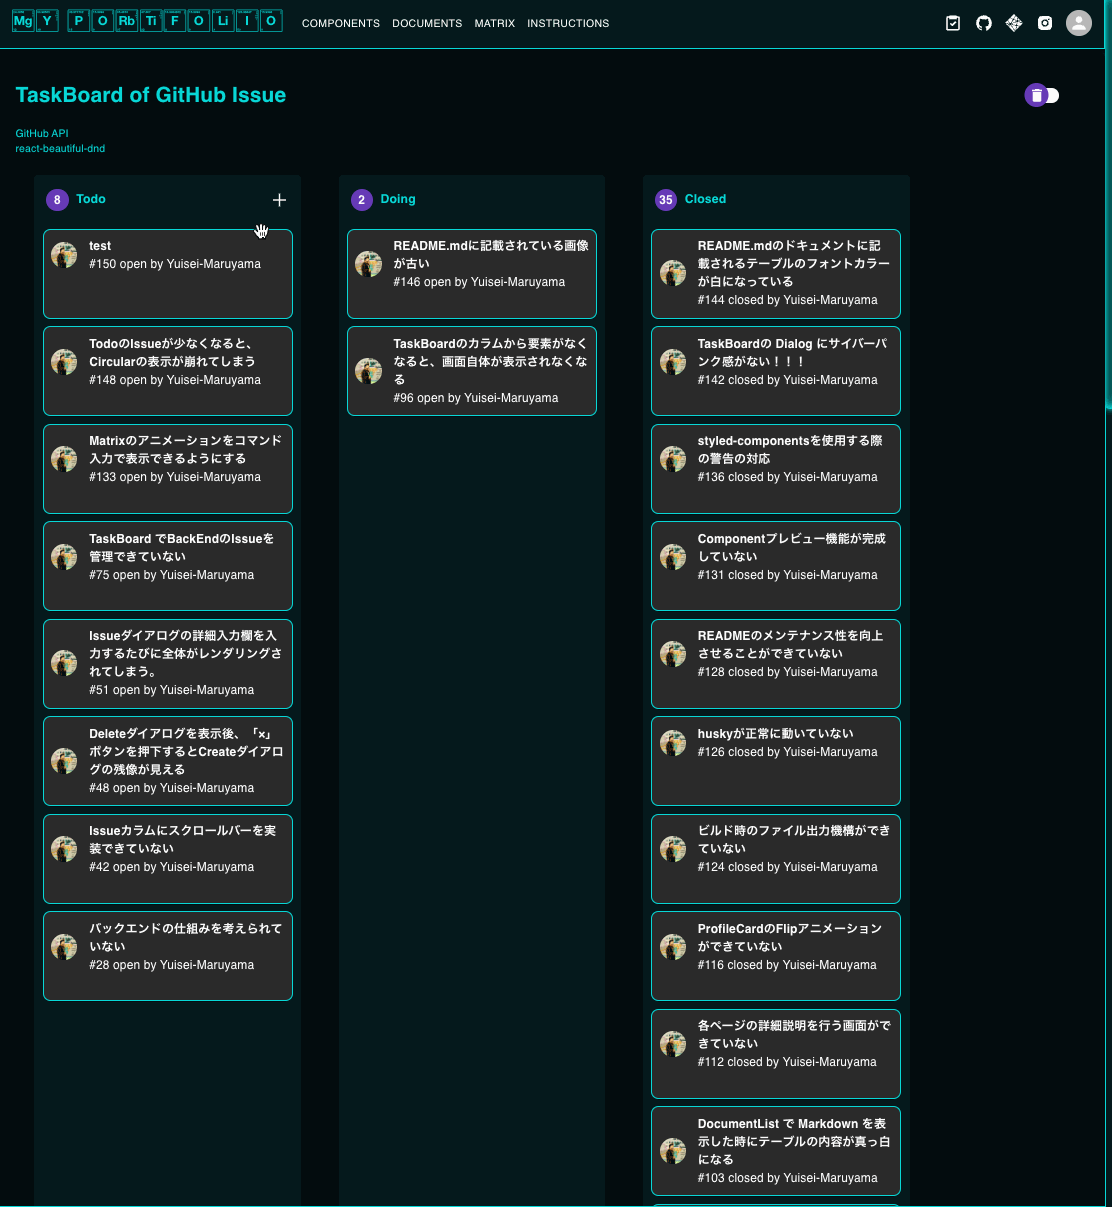 Mg Y P O Rb Ti F O Li I O
COMPONENTS DOCUMENTS MATRIX INSTRUCTIONS
TaskBoard of GitHub Issue
GitHub API
react-beautiful-dnd
8 Todo
test
#150 open by Yuisei-Maruyama
TodoのIssueが少なくなると、
Circularの表示が崩れてしまう
#148 open by Yuisei-Maruyama
Matrixのアニメーションをコマンド
入力で表示できるようにする
#133 open by Yuisei-Maruyama
TaskBoard でBackEndのIssueを
管理できていない
#75 open by Yuisei-Maruyama
Issueダイアログの詳細入力欄を入
力するたびに全体がレンダリングさ
れてしまう。
#51 open by Yuisei-Maruyama
Deleteダイアログを表示後、「×」
ボタンを押下するとCreateダイアロ
グの残像が見える
#48 open by Yuisei-Maruyama
Issueカラムにスクロールバーを実
装できていない
#42 open by Yuisei-Maruyama
バックエンドの仕組みを考えられて
いない
#28 open by Yuisei-Maruyama
2 Doing
README.mdに記載されている画像
が古い
#146 open by Yuisei-Maruyama
TaskBoardのカラムから要素がなく
なると、画面自体が表示されなくな
る
#96 open by Yuisei-Maruyama
35 Closed
README.mdのドキュメントに記
載されるテーブルのフォントカラー
が白になっている
#144 closed by Yuisei-Maruyama
TaskBoardの Dialog にサイバーパ
ンク感がない！！！
#142 closed by Yuisei-Maruyama
styled-componentsを使用する際
の警告の対応
#136 closed by Yuisei-Maruyama
Componentプレビュー機能が完成
していない
#131 closed by Yuisei-Maruyama
READMEのメンテナンス性を向上
させることができていない
#128 closed by Yuisei-Maruyama
huskyが正常に動いていない
#126 closed by Yuisei-Maruyama
ビルド時のファイル出力機構ができ
ていない
#124 closed by Yuisei-Maruyama
ProfileCardのFlipアニメーション
ができていない
#116 closed by Yuisei-Maruyama
各ページの詳細説明を行う画面がで
きていない
#112 closed by Yuisei-Maruyama
DocumentList で Markdown を表
示した時にテーブルの内容が真っ白
になる
#103 closed by Yuisei-Maruyama